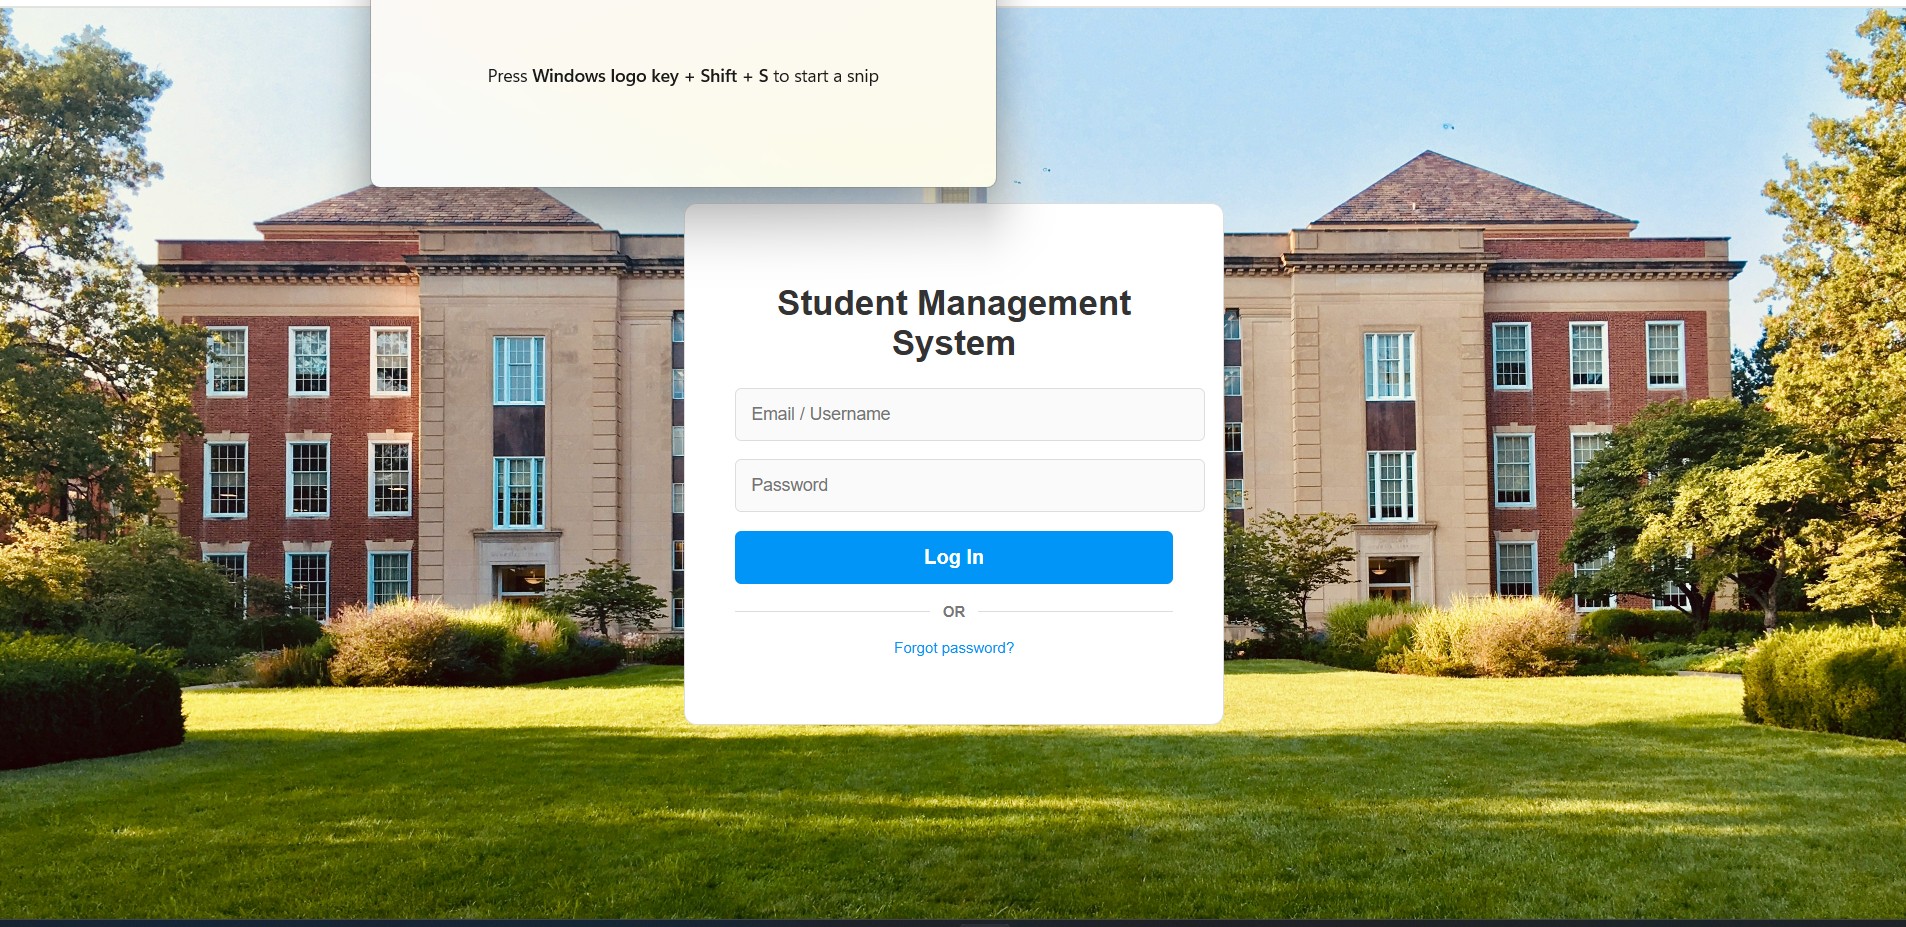 Press Windows logo key + Shift + S to start a snip
Student Management
System
Email / Username
Password
Log In
OR
Forgot password?